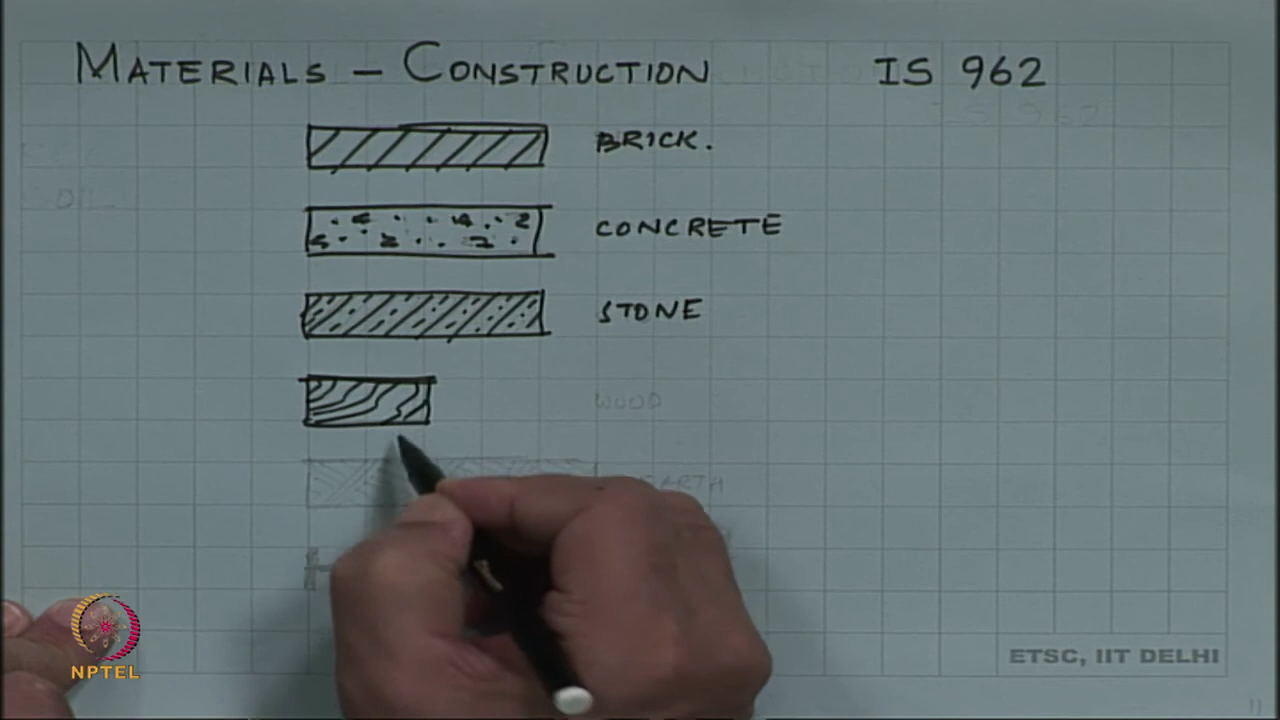 MATERIALS – CONSTRUCTION IS 962
BRICK.
CONCRETE
STONE
WOOD
NPTEL
ETSC, IIT DELHI